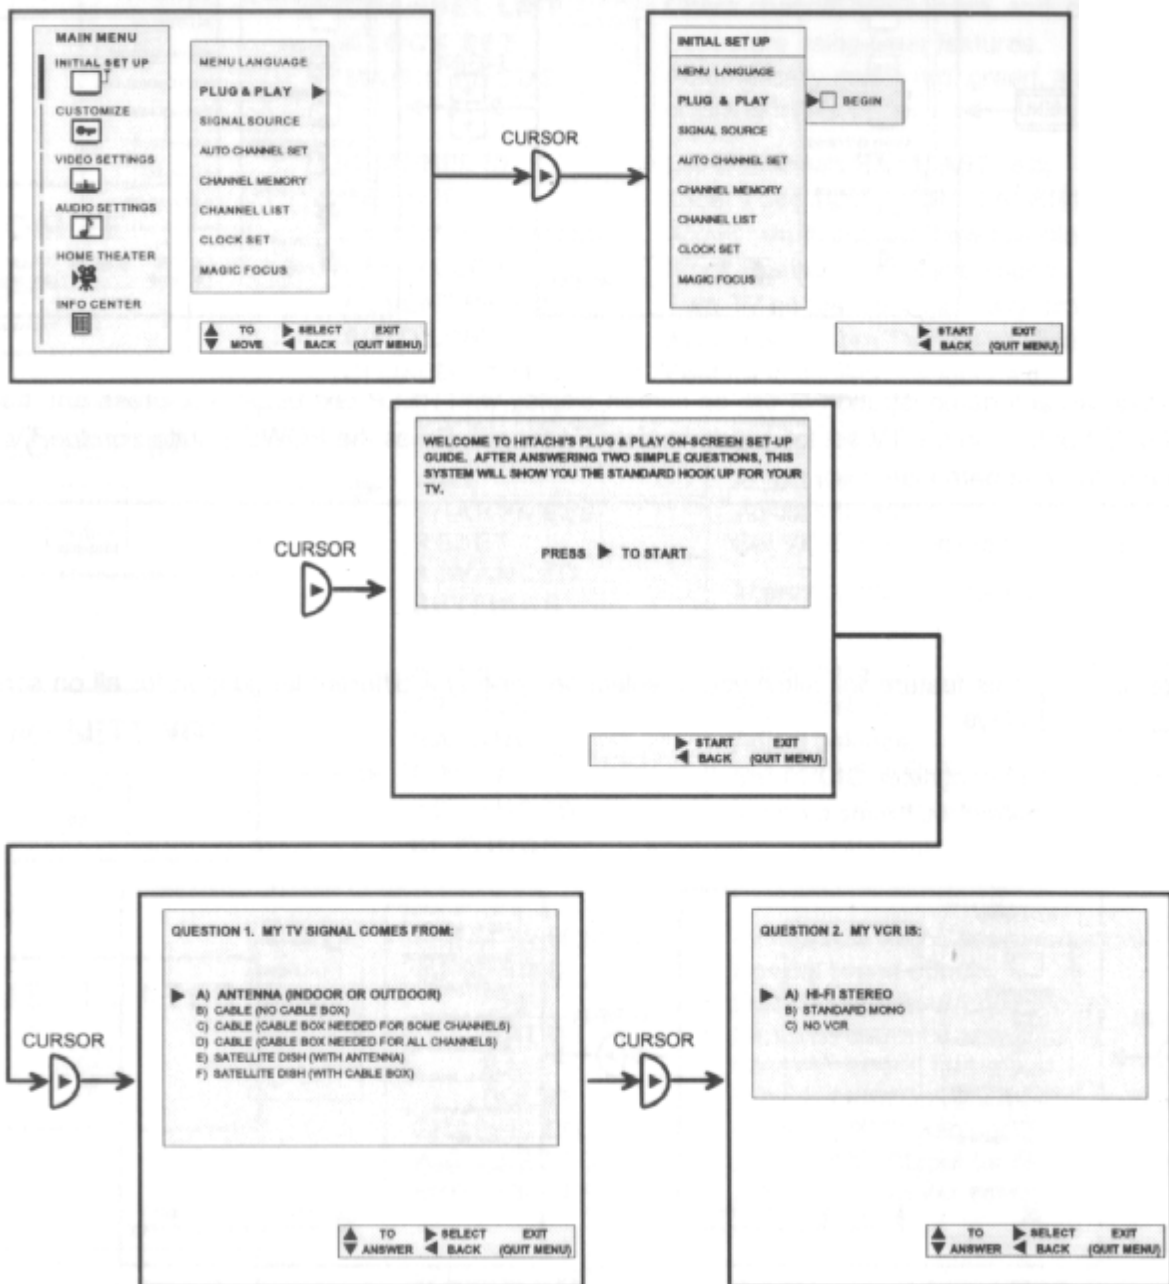 MAIN MENU
INITIAL SET UP
CUSTOMIZE
VIDEO SETTINGS
AUDIO SETTINGS
HOME THEATER
INFO CENTER
MENU LANGUAGE
PLUG & PLAY
SIGNAL SOURCE
AUTO CHANNEL SET
CHANNEL MEMORY
CHANNEL LIST
CLOCK SET
MAGIC FOCUS
▲ TO ▶ SELECT EXIT
▼ MOVE ◀ BACK (QUIT MENU)
CURSOR
INITIAL SET UP
MENU LANGUAGE
PLUG & PLAY ▶ BEGIN
SIGNAL SOURCE
AUTO CHANNEL SET
CHANNEL MEMORY
CHANNEL LIST
CLOCK SET
MAGIC FOCUS
▶ START EXIT
◀ BACK (QUIT MENU)
CURSOR
WELCOME TO HITACHI'S PLUG & PLAY ON-SCREEN SET-UP
GUIDE. AFTER ANSWERING TWO SIMPLE QUESTIONS, THIS
SYSTEM WILL SHOW YOU THE STANDARD HOOK UP FOR YOUR
TV.
PRESS ▶ TO START
▶ START EXIT
◀ BACK (QUIT MENU)
CURSOR
QUESTION 1. MY TV SIGNAL COMES FROM:
▶ A) ANTENNA (INDOOR OR OUTDOOR)
B) CABLE (NO CABLE BOX)
C) CABLE (CABLE BOX NEEDED FOR SOME CHANNELS)
D) CABLE (CABLE BOX NEEDED FOR ALL CHANNELS)
E) SATELLITE DISH (WITH ANTENNA)
F) SATELLITE DISH (WITH CABLE BOX)
▲ TO ▶ SELECT EXIT
▼ ANSWER ◀ BACK (QUIT MENU)
CURSOR
QUESTION 2. MY VCR IS:
▶ A) HI-FI STEREO
B) STANDARD MONO
C) NO VCR
▲ TO ▶ SELECT EXIT
▼ ANSWER ◀ BACK (QUIT MENU)